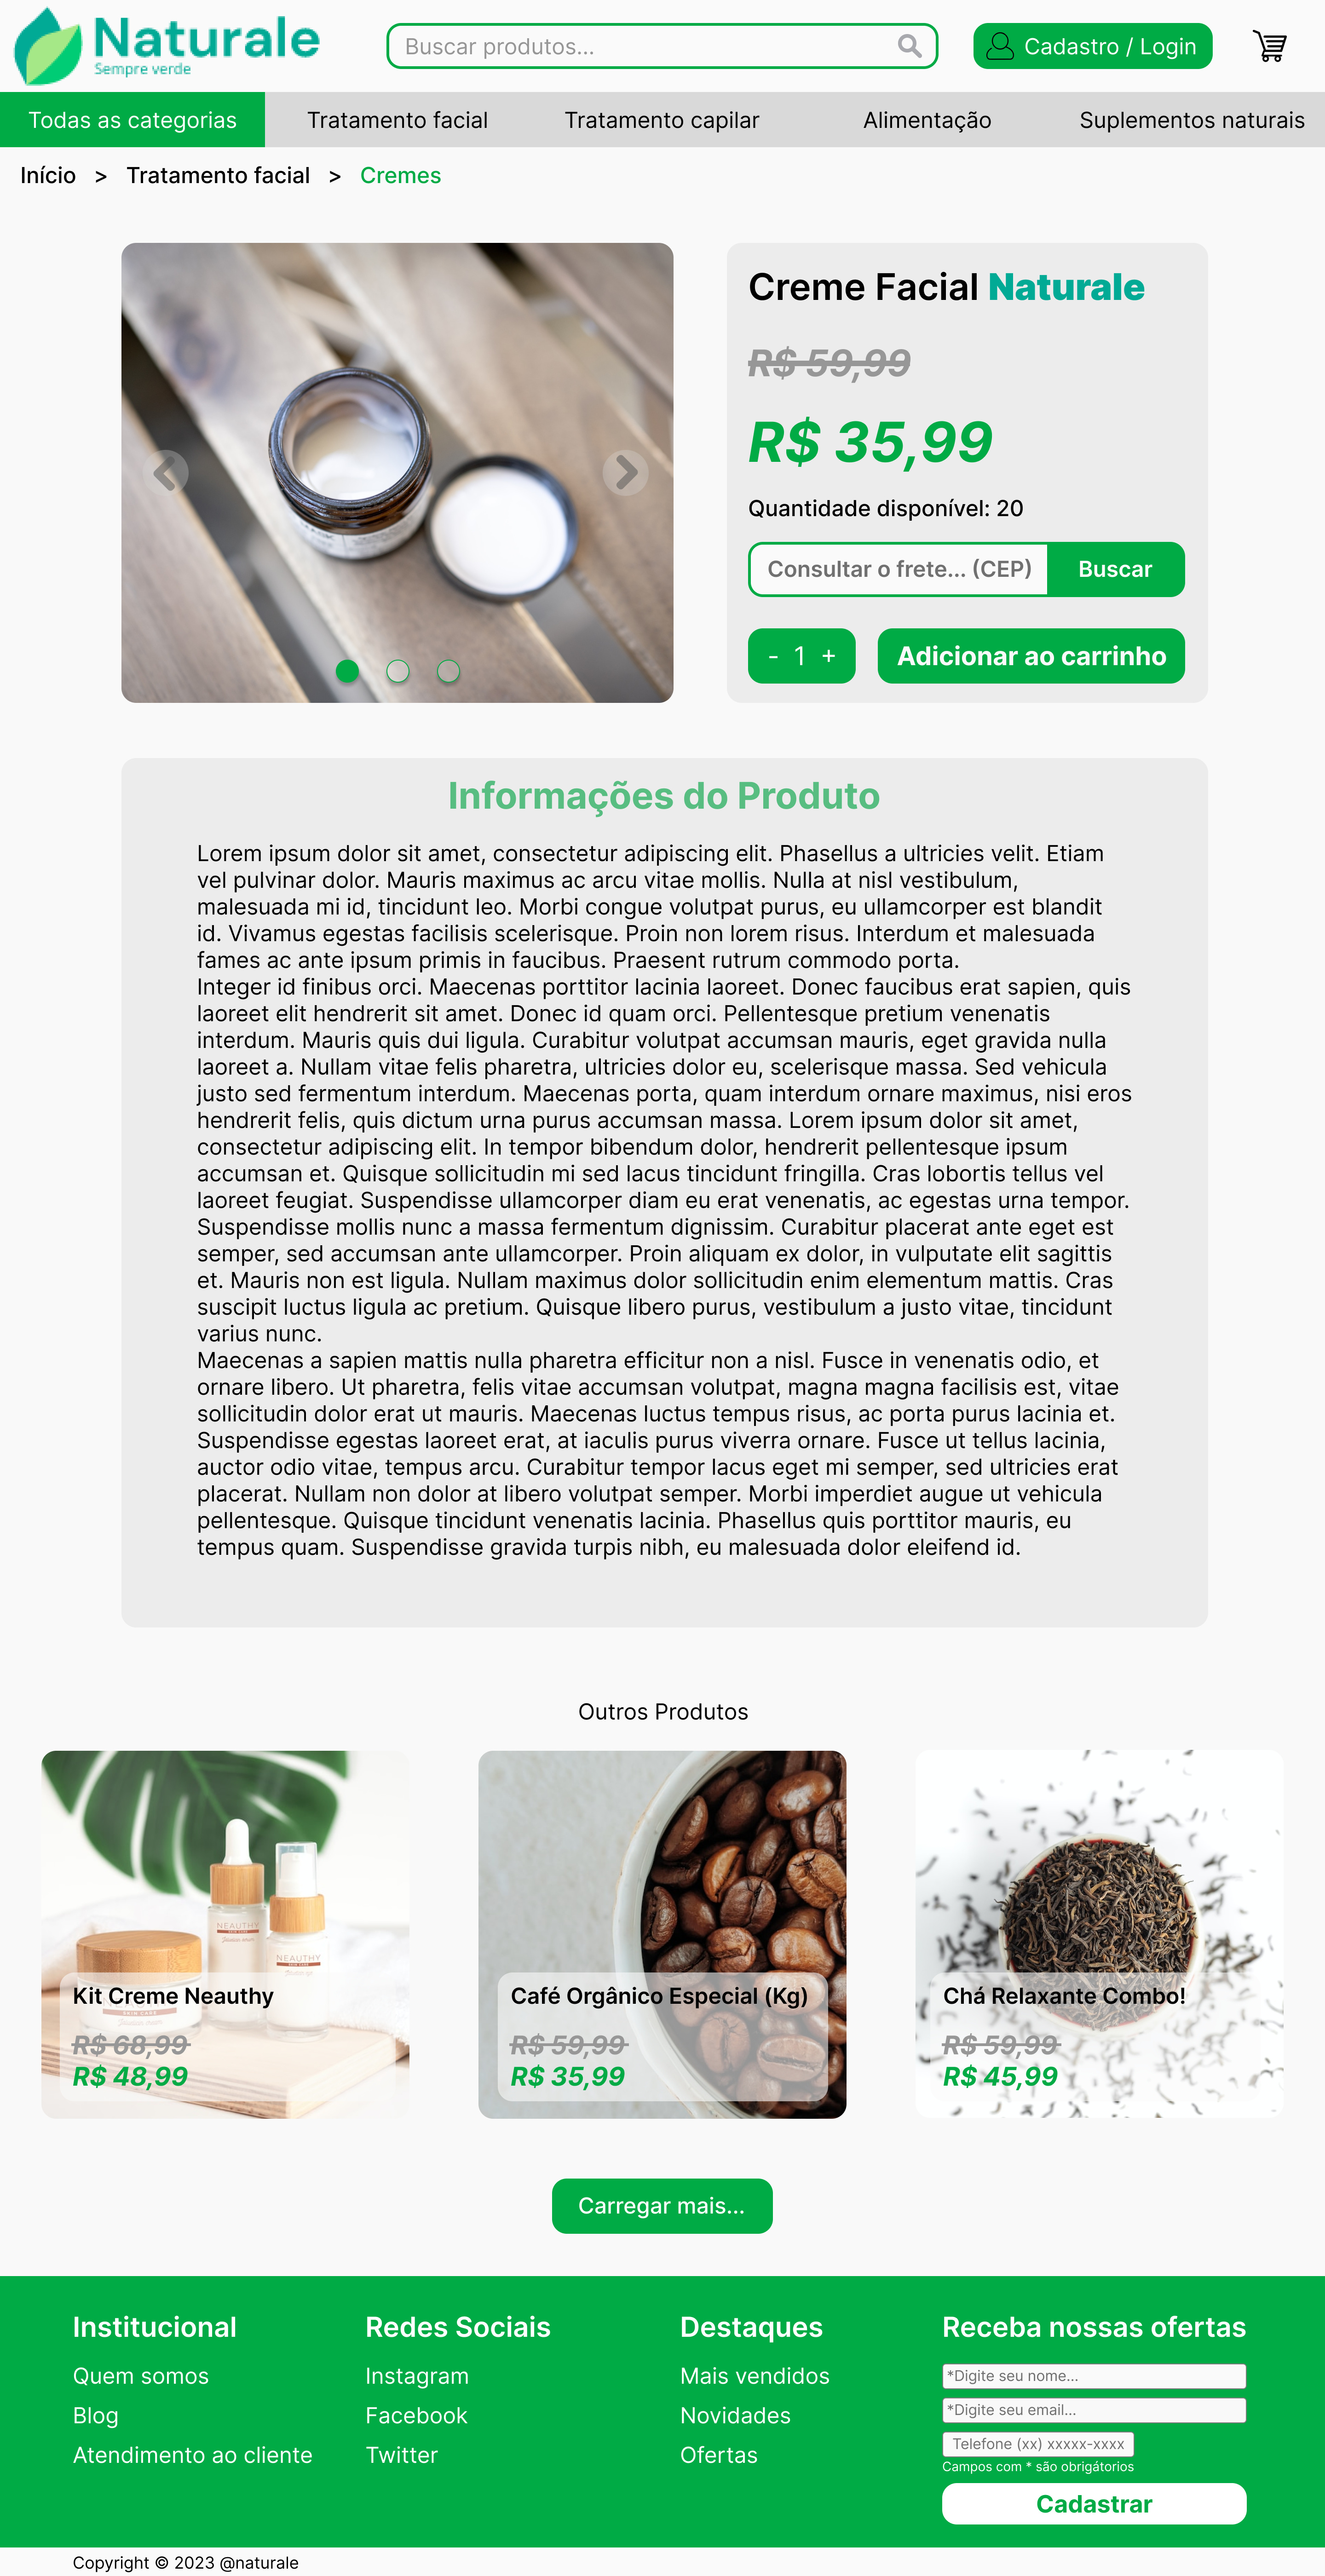 Naturale
Sempre verde
Buscar produtos...
Cadastro / Login
Todas as categorias
Tratamento facial
Tratamento capilar
Alimentação
Suplementos naturais
Início > Tratamento facial > Cremes
Creme Facial Naturale
R$ 59,99
R$ 35,99
Quantidade disponível: 20
Consultar o frete... (CEP)
Buscar
- 1 +
Adicionar ao carrinho
Informações do Produto
Lorem ipsum dolor sit amet, consectetur adipiscing elit. Phasellus a ultricies velit. Etiam
vel pulvinar dolor. Mauris maximus ac arcu vitae mollis. Nulla at nisl vestibulum,
malesuada mi id, tincidunt leo. Morbi congue volutpat purus, eu ullamcorper est blandit
id. Vivamus egestas facilisis scelerisque. Proin non lorem risus. Interdum et malesuada
fames ac ante ipsum primis in faucibus. Praesent rutrum commodo porta.
Integer id finibus orci. Maecenas porttitor lacinia laoreet. Donec faucibus erat sapien, quis
laoreet elit hendrerit sit amet. Donec id quam orci. Pellentesque pretium venenatis
interdum. Mauris quis dui ligula. Curabitur volutpat accumsan mauris, eget gravida nulla
laoreet a. Nullam vitae felis pharetra, ultricies dolor eu, scelerisque massa. Sed vehicula
justo sed fermentum interdum. Maecenas porta, quam interdum ornare maximus, nisi eros
hendrerit felis, quis dictum urna purus accumsan massa. Lorem ipsum dolor sit amet,
consectetur adipiscing elit. In tempor bibendum dolor, hendrerit pellentesque ipsum
accumsan et. Quisque sollicitudin mi sed lacus tincidunt fringilla. Cras lobortis tellus vel
laoreet feugiat. Suspendisse ullamcorper diam eu erat venenatis, ac egestas urna tempor.
Suspendisse mollis nunc a massa fermentum dignissim. Curabitur placerat ante eget est
semper, sed accumsan ante ullamcorper. Proin aliquam ex dolor, in vulputate elit sagittis
et. Mauris non est ligula. Nullam maximus dolor sollicitudin enim elementum mattis. Cras
suscipit luctus ligula ac pretium. Quisque libero purus, vestibulum a justo vitae, tincidunt
varius nunc.
Maecenas a sapien mattis nulla pharetra efficitur non a nisl. Fusce in venenatis odio, et
ornare libero. Ut pharetra, felis vitae accumsan volutpat, magna magna facilisis est, vitae
sollicitudin dolor erat ut mauris. Maecenas luctus tempus risus, ac porta purus lacinia et.
Suspendisse egestas laoreet erat, at iaculis purus viverra ornare. Fusce ut tellus lacinia,
auctor odio vitae, tempus arcu. Curabitur tempor lacus eget mi semper, sed ultricies erat
placerat. Nullam non dolor at libero volutpat semper. Morbi imperdiet augue ut vehicula
pellentesque. Quisque tincidunt venenatis lacinia. Phasellus quis porttitor mauris, eu
tempus quam. Suspendisse gravida turpis nibh, eu malesuada dolor eleifend id.
Outros Produtos
NEAUTHY
SKIN CARE
NEAUTHY
SKIN CARE
SKIN CARE
Kit Creme Neauthy
R$ 68,99
R$ 48,99
Café Orgânico Especial (Kg)
R$ 59,99
R$ 35,99
Chá Relaxante Combo!
R$ 59,99
R$ 45,99
Carregar mais...
Institucional
Quem somos
Blog
Atendimento ao cliente
Redes Sociais
Instagram
Facebook
Twitter
Destaques
Mais vendidos
Novidades
Ofertas
Receba nossas ofertas
*Digite seu nome...
*Digite seu email...
Telefone (xx) xxxxx-xxxx
Campos com * são obrigátorios
Cadastrar
Copyright © 2023 @naturale